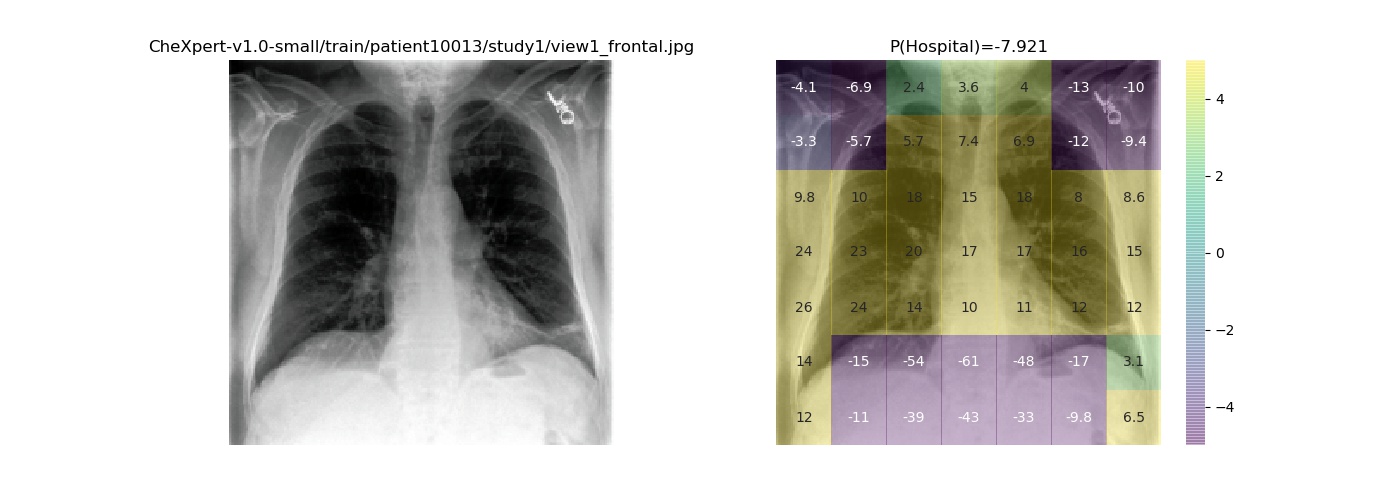 CheXpert-v1.0-small/train/patient10013/study1/view1_frontal.jpg
P(Hospital)=-7.921
-4.1 -6.9 2.4 3.6 4 -13 -10
-3.3 -5.7 5.7 7.4 6.9 -12 -9.4
9.8 10 18 15 18 8 8.6
24 23 20 17 17 16 15
26 24 14 10 11 12 12
14 -15 -54 -61 -48 -17 3.1
12 -11 -39 -43 -33 -9.8 6.5
4
2
0
−2
−4